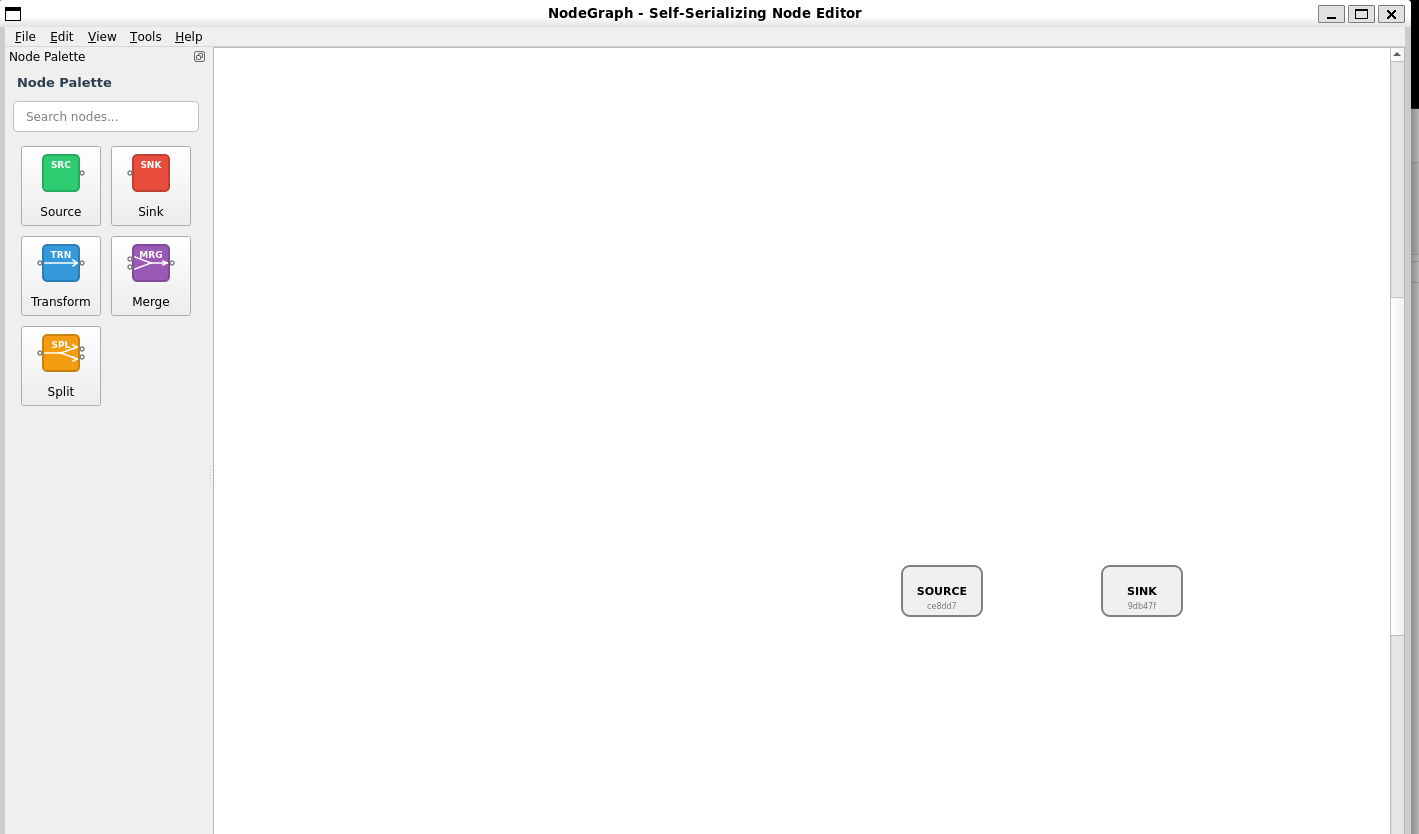 NodeGraph - Self-Serializing Node Editor
File Edit View Tools Help
Node Palette
Node Palette
Search nodes...
SRC
Source
SNK
Sink
TRN
Transform
MRG
Merge
SPL
Split
SOURCE
ce8dd7
SINK
9db47f